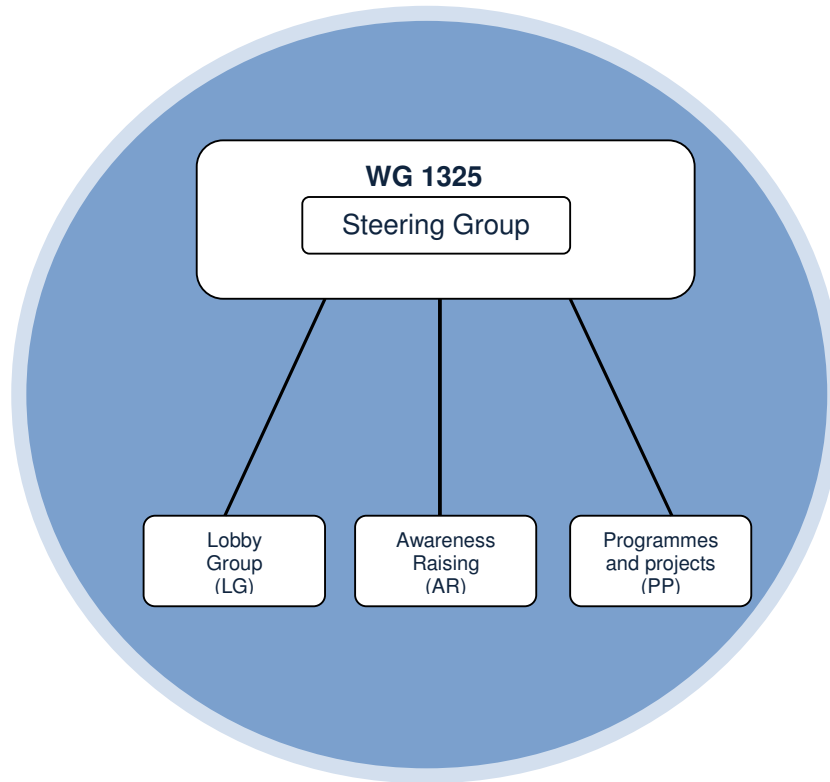 WG 1325
Steering Group
Lobby
Group
(LG)
Awareness
Raising
(AR)
Programmes
and projects
(PP)